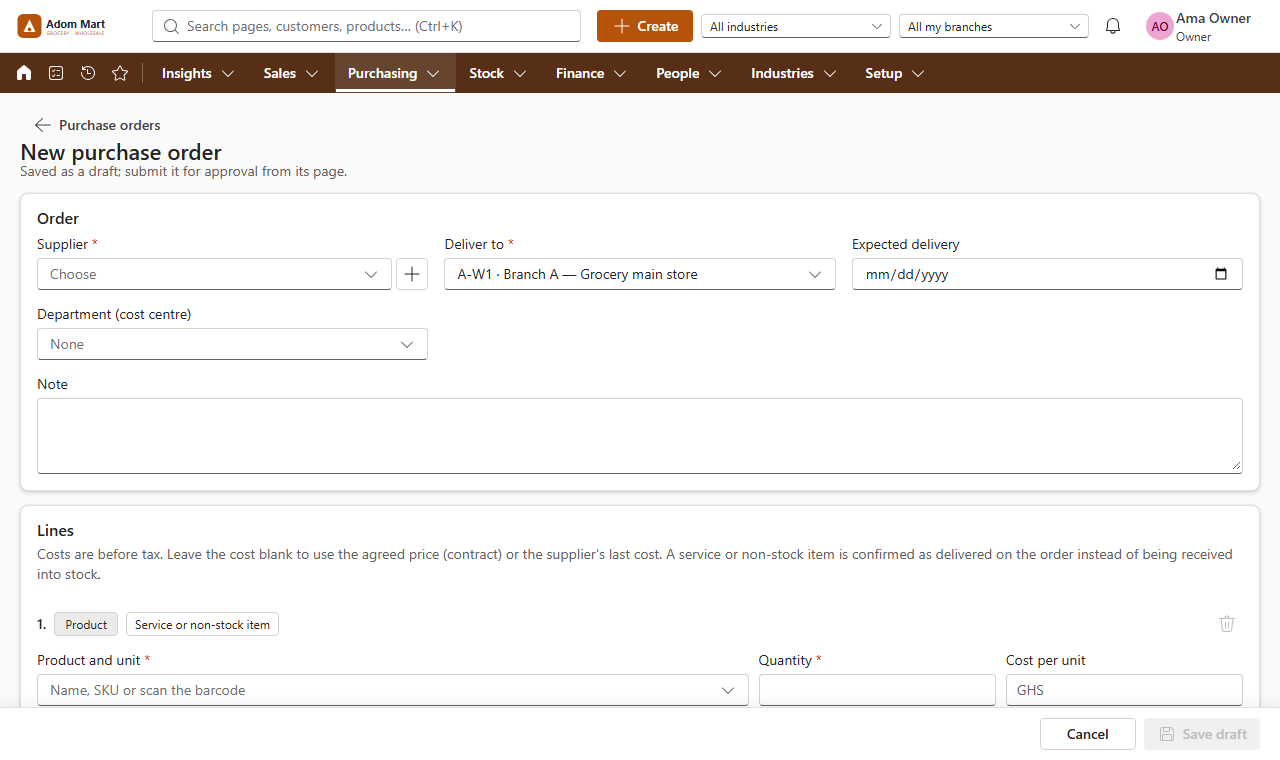 Adom Mart
GROCERY · WHOLESALE
Search pages, customers, products... (Ctrl+K)
Create
All industries
All my branches
AO
Ama Owner
Owner
Insights
Sales
Purchasing
Stock
Finance
People
Industries
Setup
Purchase orders
New purchase order
Saved as a draft; submit it for approval from its page.
Order
Supplier *
Deliver to *
Expected delivery
Choose
A-W1 · Branch A — Grocery main store
mm/dd/yyyy
Department (cost centre)
None
Note
Lines
Costs are before tax. Leave the cost blank to use the agreed price (contract) or the supplier's last cost. A service or non-stock item is confirmed as delivered on the order instead of being received
into stock.
1.
Product
Service or non-stock item
Product and unit *
Quantity *
Cost per unit
Name, SKU or scan the barcode
GHS
Cancel
Save draft